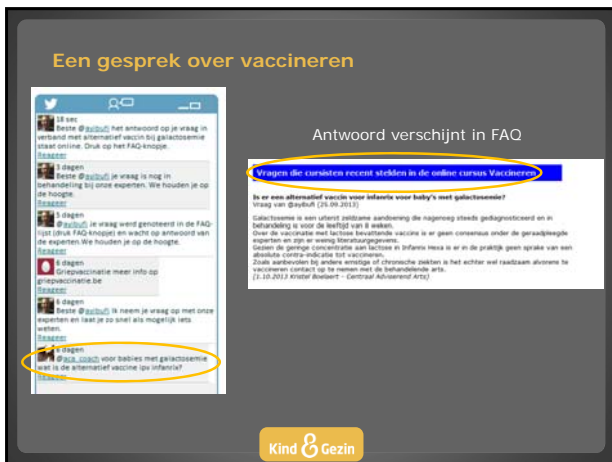 Een gesprek over vaccineren
18 sec
Beste @ayibufi het antwoord op je vraag in
verband met alternatief vaccin bij galactosemie
staat online. Druk op het FAQ-knopje.
Reageer
3 dagen
Beste @ayibufi je vraag is nog in
behandeling bij onze experten. We houden je op
de hoogte.
Reageer
5 dagen
@ayibufi je vraag werd genoteerd in de FAQ-
lijst (druk FAQ-knopje) en wacht op antwoord van
de experten.We houden je op de hoogte.
Reageer
6 dagen
Griepvaccinatie meer info op
griepvaccinatie.be
Reageer
6 dagen
Beste @ayibufi Ik neem je vraag op met onze
experten en laat je zo snel als mogelijk iets
weten.
Reageer
6 dagen
@aca_coach voor babies met galactosemie
wat is de alternatief vaccine ipv infanrix?
Reageer
Antwoord verschijnt in FAQ
Vragen die cursisten recent stelden in de online cursus Vaccineren
Is er een alternatief vaccin voor infanrix voor baby's met galactosemie?
Vraag van @ayibufi (25.09.2013)
Galactosemie is een uiterst zeldzame aandoening die nagenoeg steeds gediagnosticeerd en in
behandeling is voor de leeftijd van 8 weken.
Over de vaccinatie met lactose bevattende vaccins is er geen consensus onder de geraadpleegde
experten en zijn er weinig literatuurgegevens.
Gezien de geringe concentratie aan lactose in Infanrix Hexa is er in de praktijk geen sprake van een
absolute contra-indicatie tot vaccineren.
Zoals aanbevolen bij andere ernstige of chronische ziekten is het echter wel raadzaam alvorens te
vaccineren contact op te nemen met de behandelende arts.
(1.10.2013 Kristel Boelaert - Centraal Adviserend Arts)
Kind & Gezin